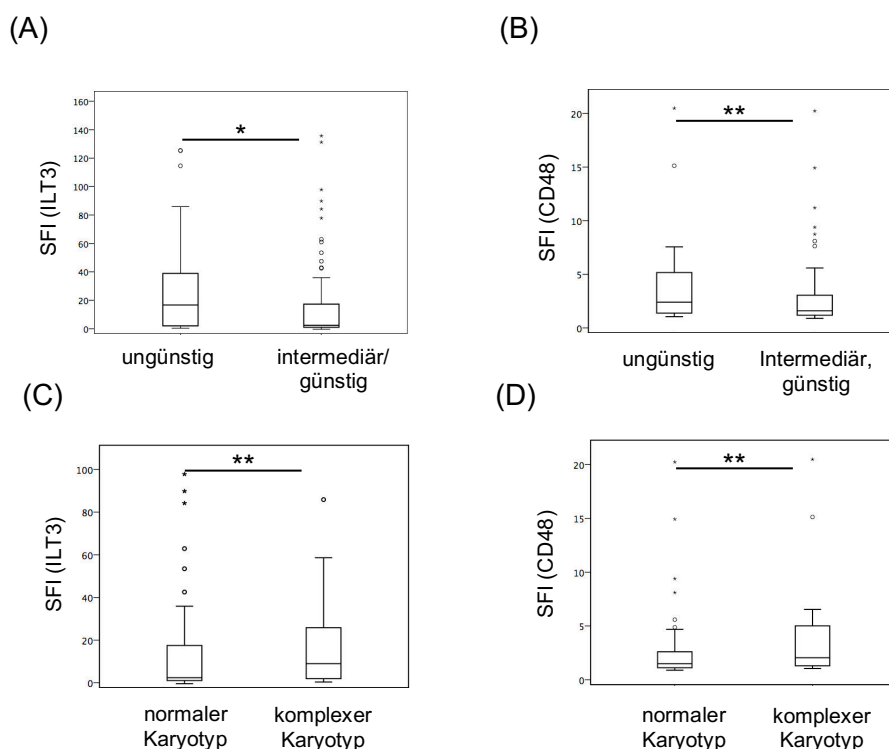 (A)
SFI (ILT3)
160
140
120
100
80
60
40
20
0
*
ungünstig
intermediär/
günstig
(B)
SFI (CD48)
20
15
10
5
0
**
ungünstig
Intermediär,
günstig
(C)
SFI (ILT3)
100
80
60
40
20
0
**
normaler
Karyotyp
komplexer
Karyotyp
(D)
SFI (CD48)
20
15
10
5
0
**
normaler
Karyotyp
komplexer
Karyotyp